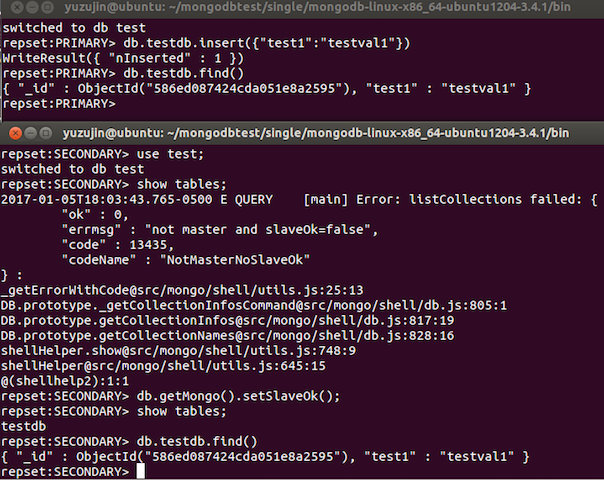 yuzujin@ubuntu: ~/mongodbtest/single/mongodb-linux-x86_64-ubuntu1204-3.4.1/bin
switched to db test
repset:PRIMARY> db.testdb.insert({"test1":"testval1"})
WriteResult({ "nInserted" : 1 })
repset:PRIMARY> db.testdb.find()
{ "_id" : ObjectId("586ed087424cda051e8a2595"), "test1" : "testval1" }
repset:PRIMARY>
yuzujin@ubuntu: ~/mongodbtest/single/mongodb-linux-x86_64-ubuntu1204-3.4.1/bin
repset:SECONDARY> use test;
switched to db test
repset:SECONDARY> show tables;
2017-01-05T18:03:43.765-0500 E QUERY    [main] Error: listCollections failed: {
        "ok" : 0,
        "errmsg" : "not master and slaveOk=false",
        "code" : 13435,
        "codeName" : "NotMasterNoSlaveOk"
} :
_getErrorWithCode@src/mongo/shell/utils.js:25:13
DB.prototype._getCollectionInfosCommand@src/mongo/shell/db.js:805:1
DB.prototype.getCollectionInfos@src/mongo/shell/db.js:817:19
DB.prototype.getCollectionNames@src/mongo/shell/db.js:828:16
shellHelper.show@src/mongo/shell/utils.js:748:9
shellHelper@src/mongo/shell/utils.js:645:15
@(shellhelp2):1:1
repset:SECONDARY> db.getMongo().setSlaveOk();
repset:SECONDARY> show tables;
testdb
repset:SECONDARY> db.testdb.find()
{ "_id" : ObjectId("586ed087424cda051e8a2595"), "test1" : "testval1" }
repset:SECONDARY>